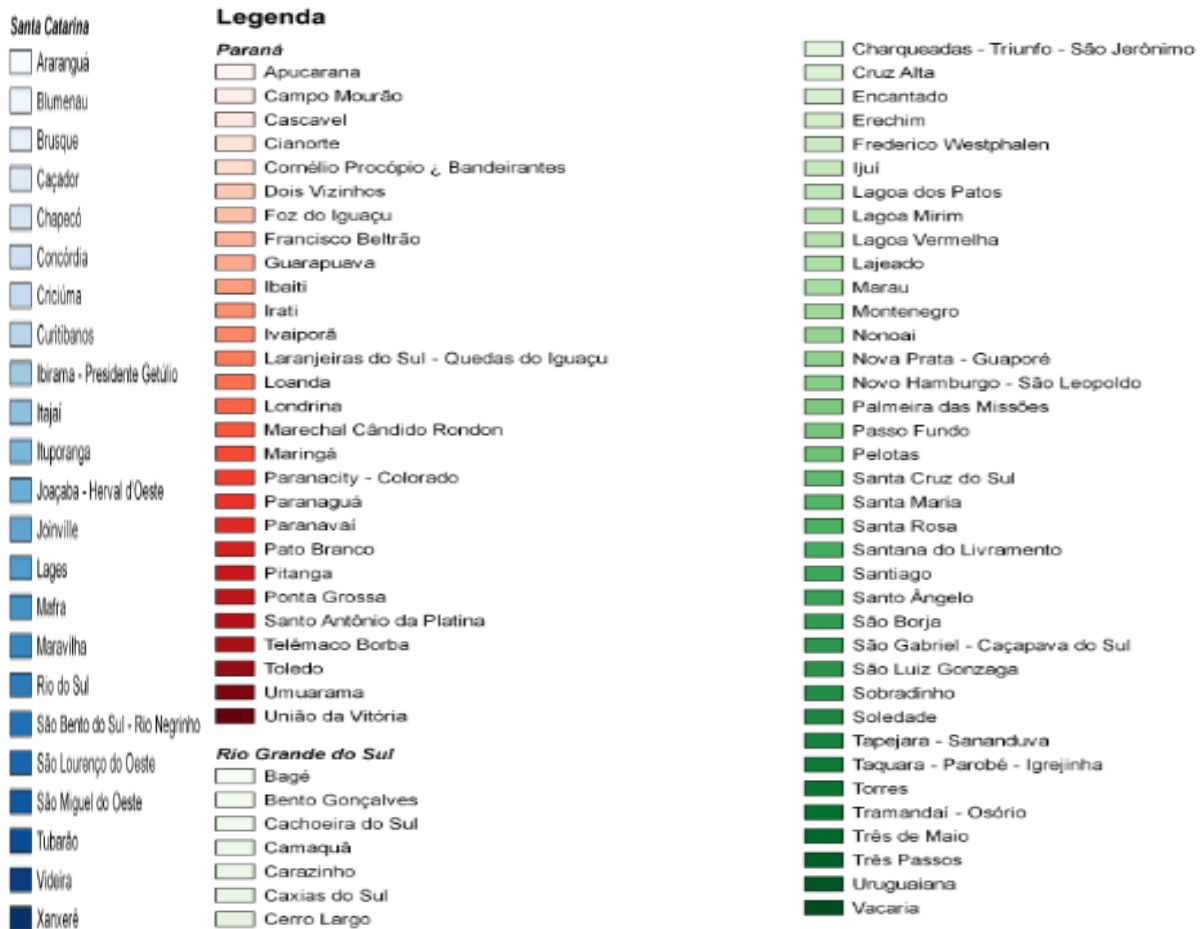 Santa Catarina
Araranguá
Blumenau
Brusque
Caçador
Chapecó
Concórdia
Criciúma
Curitibanos
Ibirama - Presidente Getúlio
Itajaí
Ituporanga
Joaçaba - Herval d'Oeste
Joinville
Lages
Mafra
Maravilha
Rio do Sul
São Bento do Sul - Rio Negrinho
São Lourenço do Oeste
São Miguel do Oeste
Tubarão
Videira
Xanxerê
Legenda
Paraná
Apucarana
Campo Mourão
Cascavel
Cianorte
Cornélio Procópio ¿ Bandeirantes
Dois Vizinhos
Foz do Iguaçu
Francisco Beltrão
Guarapuava
Ibaiti
Irati
Ivaiporã
Laranjeiras do Sul - Quedas do Iguaçu
Loanda
Londrina
Marechal Cândido Rondon
Maringá
Paranacity - Colorado
Paranaguá
Paranavaí
Pato Branco
Pitanga
Ponta Grossa
Santo Antônio da Platina
Telêmaco Borba
Toledo
Umuarama
União da Vitória
Rio Grande do Sul
Bagé
Bento Gonçalves
Cachoeira do Sul
Camaquã
Carazinho
Caxias do Sul
Cerro Largo
Charqueadas - Triunfo - São Jerônimo
Cruz Alta
Encantado
Erechim
Frederico Westphalen
Ijuí
Lagoa dos Patos
Lagoa Mirim
Lagoa Vermelha
Lajeado
Marau
Montenegro
Nonoai
Nova Prata - Guaporé
Novo Hamburgo - São Leopoldo
Palmeira das Missões
Passo Fundo
Pelotas
Santa Cruz do Sul
Santa Maria
Santa Rosa
Santana do Livramento
Santiago
Santo Ângelo
São Borja
São Gabriel - Caçapava do Sul
São Luiz Gonzaga
Sobradinho
Soledade
Tapejara - Sananduva
Taquara - Parobé - Igrejinha
Torres
Tramandaí - Osório
Três de Maio
Três Passos
Uruguaiana
Vacaria